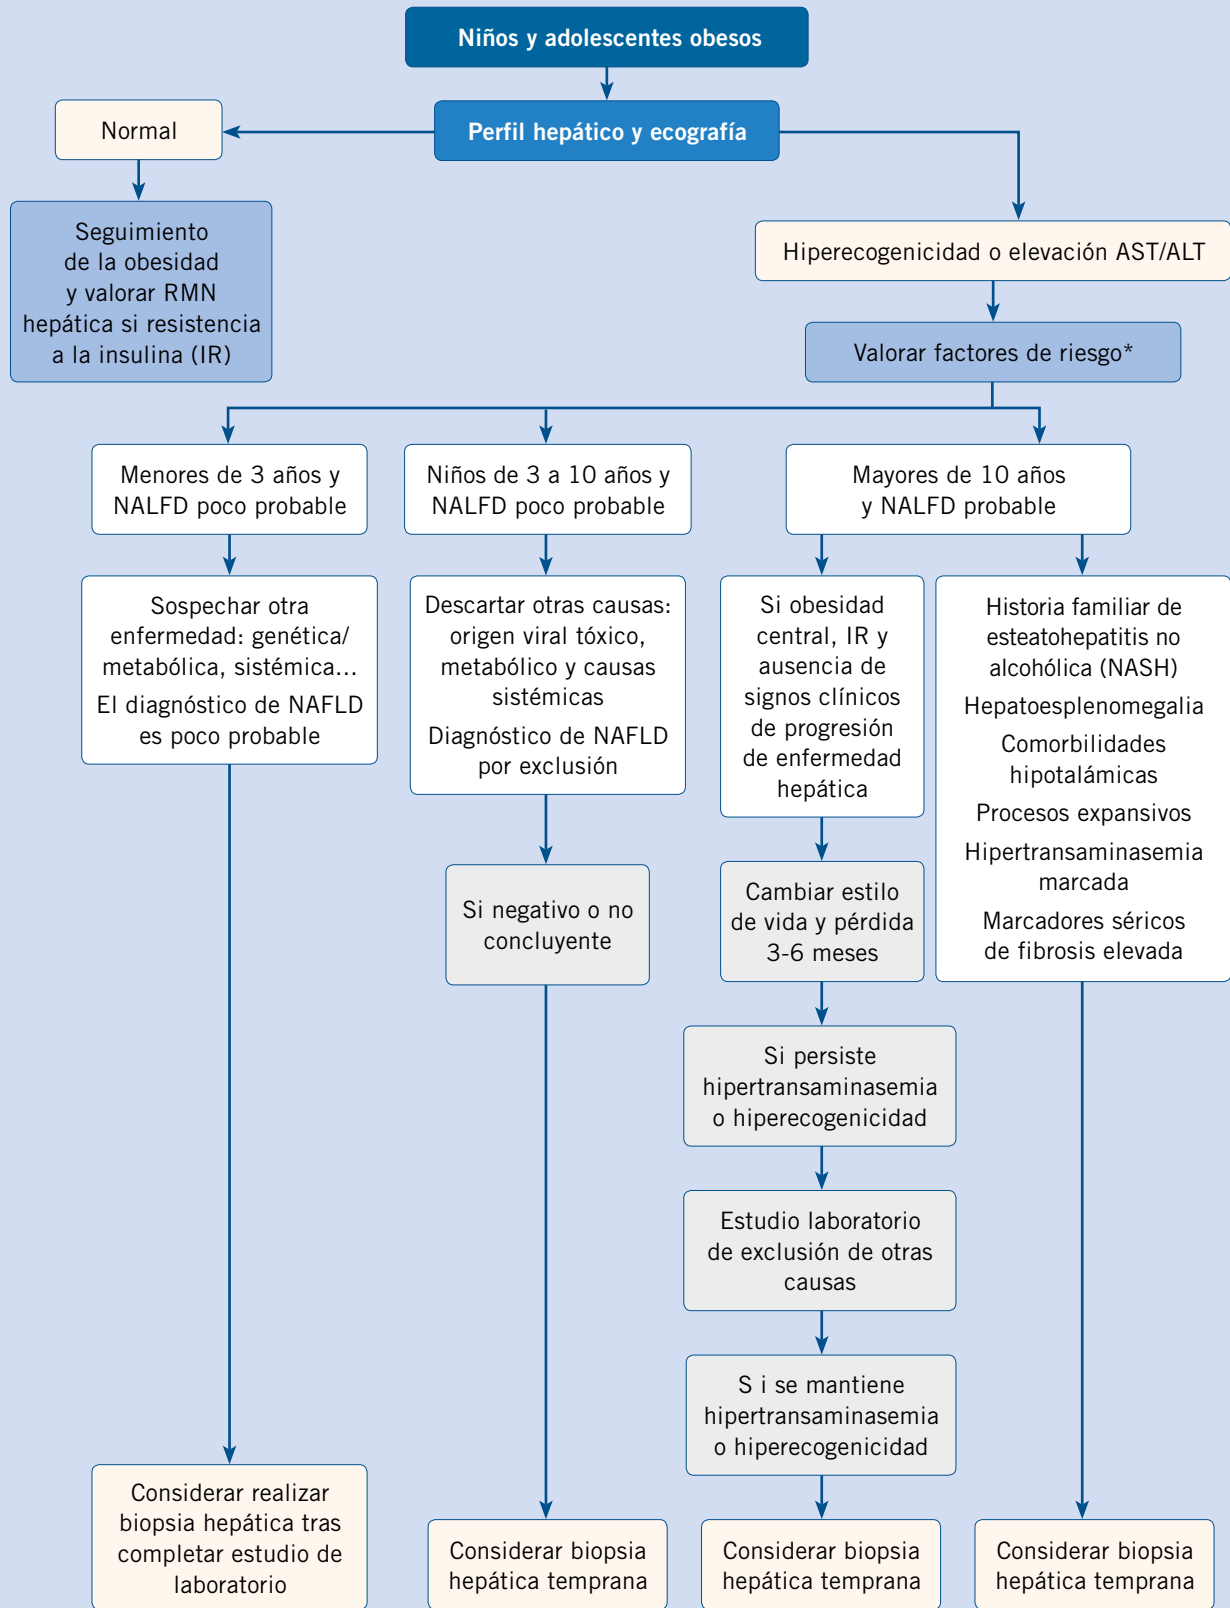 Niños y adolescentes obesos
Perfil hepático y ecografía
Normal
Seguimiento
de la obesidad
y valorar RMN
hepática si resistencia
a la insulina (IR)
Hiperecogenicidad o elevación AST/ALT
Valorar factores de riesgo*
Menores de 3 años y
NALFD poco probable
Niños de 3 a 10 años y
NALFD poco probable
Mayores de 10 años
y NALFD probable
Sospechar otra
enfermedad: genética/
metabólica, sistémica…
El diagnóstico de NAFLD
es poco probable
Descartar otras causas:
origen viral tóxico,
metabólico y causas
sistémicas
Diagnóstico de NAFLD
por exclusión
Si obesidad
central, IR y
ausencia de
signos clínicos
de progresión
de enfermedad
hepática
Historia familiar de
esteatohepatitis no
alcohólica (NASH)
Hepatoesplenomegalia
Comorbilidades
hipotalámicas
Procesos expansivos
Hipertransaminasemia
marcada
Marcadores séricos
de fibrosis elevada
Si negativo o no
concluyente
Cambiar estilo
de vida y pérdida
3-6 meses
Si persiste
hipertransaminasemia
o hiperecogenicidad
Estudio laboratorio
de exclusión de otras
causas
S i se mantiene
hipertransaminasemia
o hiperecogenicidad
Considerar realizar
biopsia hepática tras
completar estudio de
laboratorio
Considerar biopsia
hepática temprana
Considerar biopsia
hepática temprana
Considerar biopsia
hepática temprana